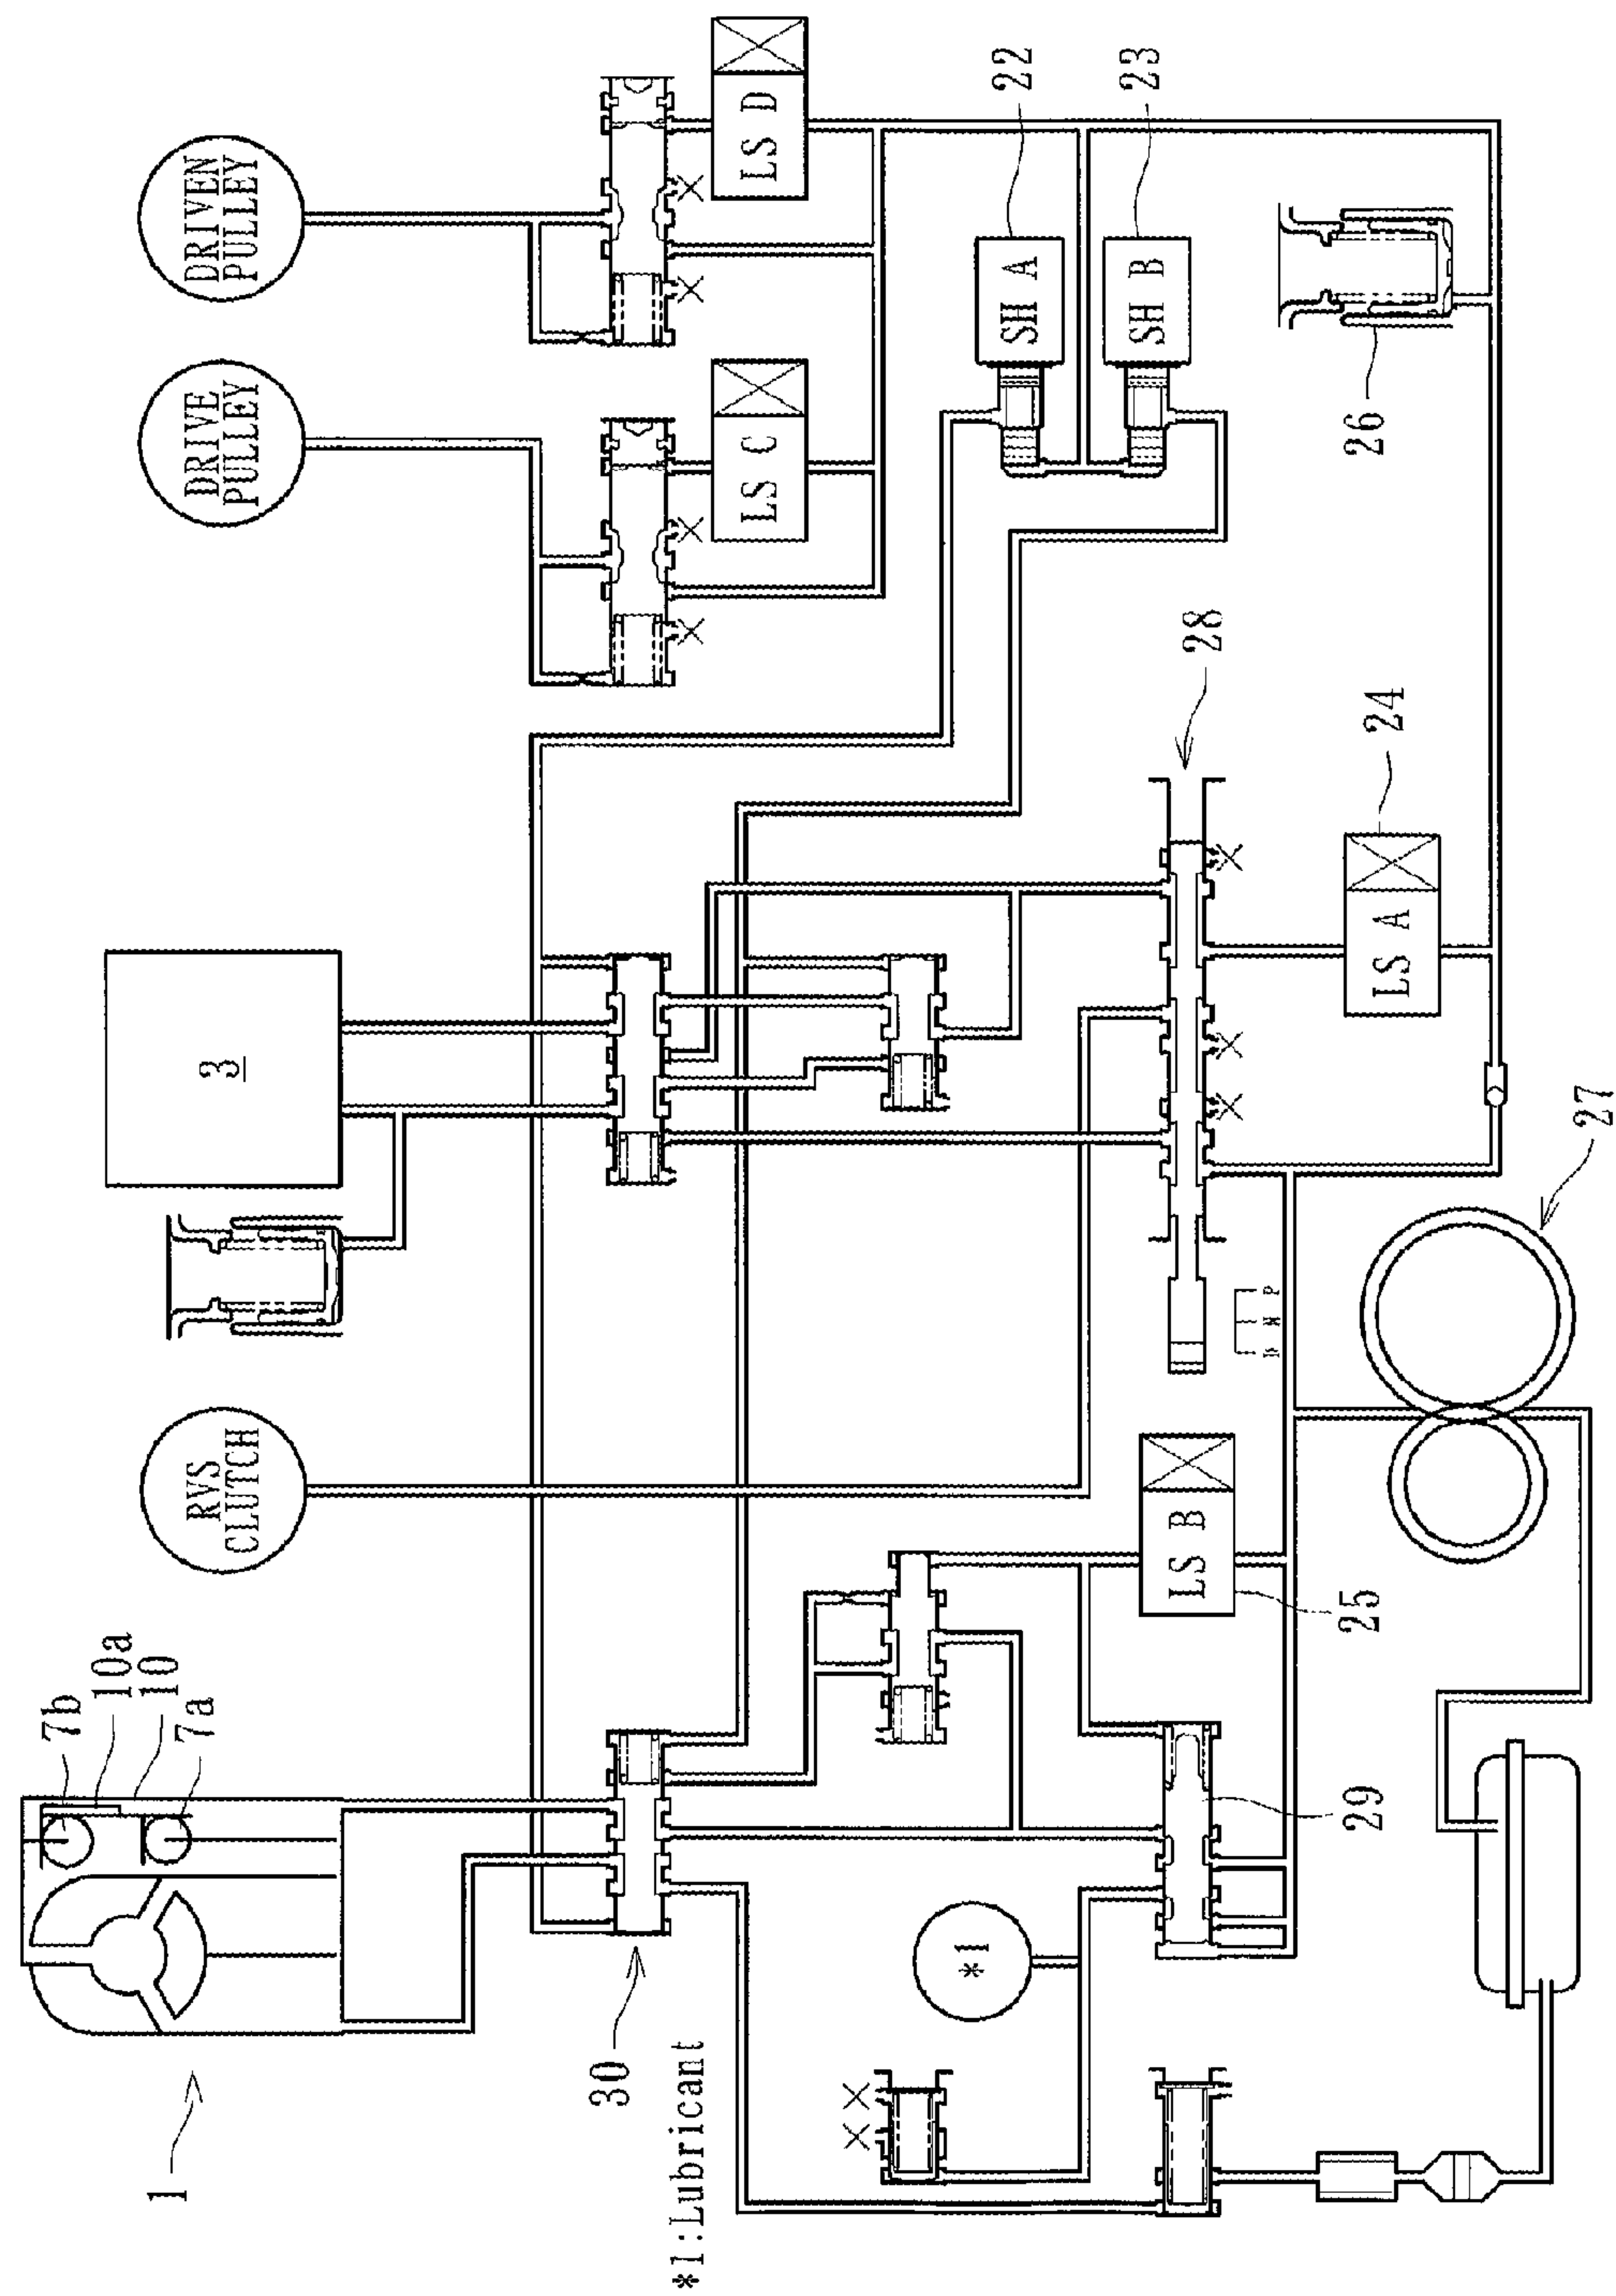 1
7b
10a
10
7a
RVS
CLUTCH
3
DRIVE
PULLEY
DRIVEN
PULLEY
30
*1:Lubricant
LS C
LS D
*1
SH A
22
SH B
23
28
D N P
LS B
25
29
LS A
24
26
27